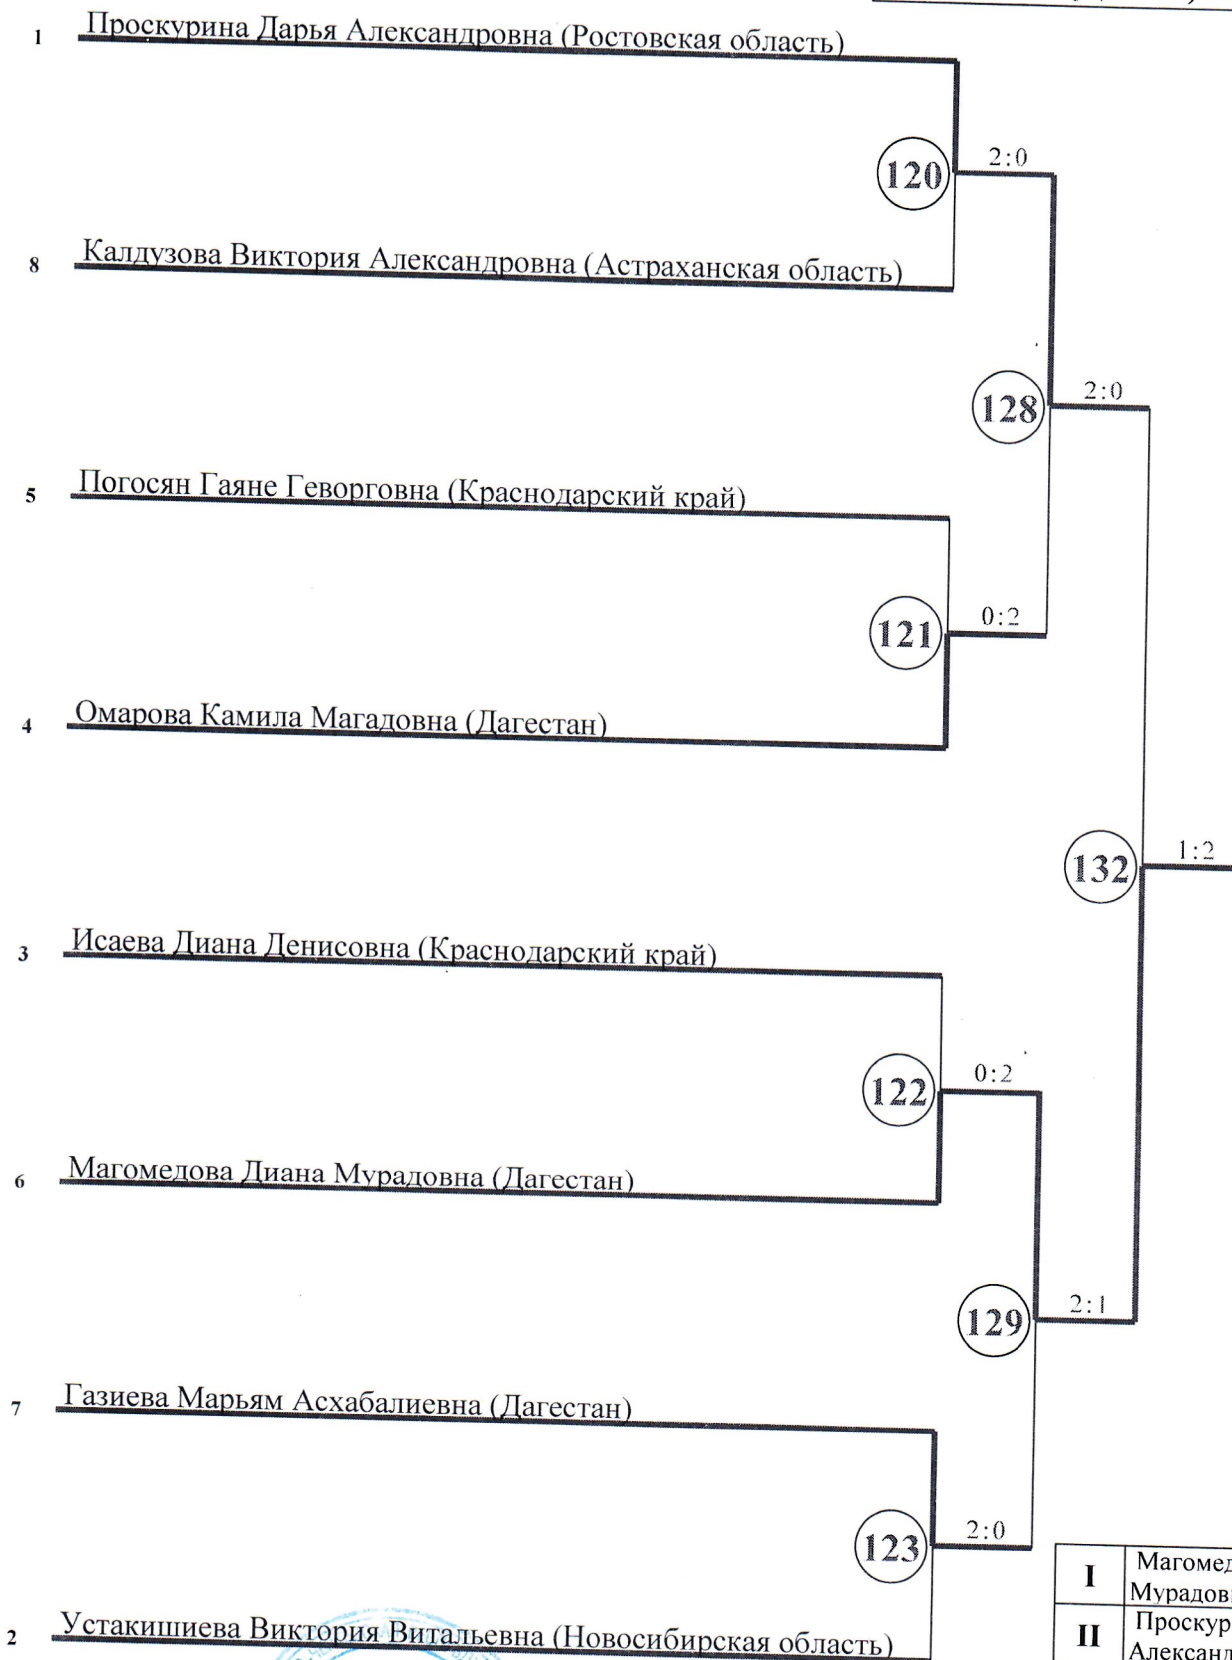 1 Проскурина Дарья Александровна (Ростовская область)
120 2:0
8 Калдузова Виктория Александровна (Астраханская область)
128 2:0
5 Погосян Гаяне Геворговна (Краснодарский край)
121 0:2
4 Омарова Камила Магадовна (Дагестан)
132 1:2
3 Исаева Диана Денисовна (Краснодарский край)
122 0:2
6 Магомедова Диана Мурадовна (Дагестан)
129 2:1
7 Газиева Марьям Асхабалиевна (Дагестан)
123 2:0
I Магомед
Мурадов
2 Устакишиева Виктория Витальевна (Новосибирская область)
II Проскур
Александ